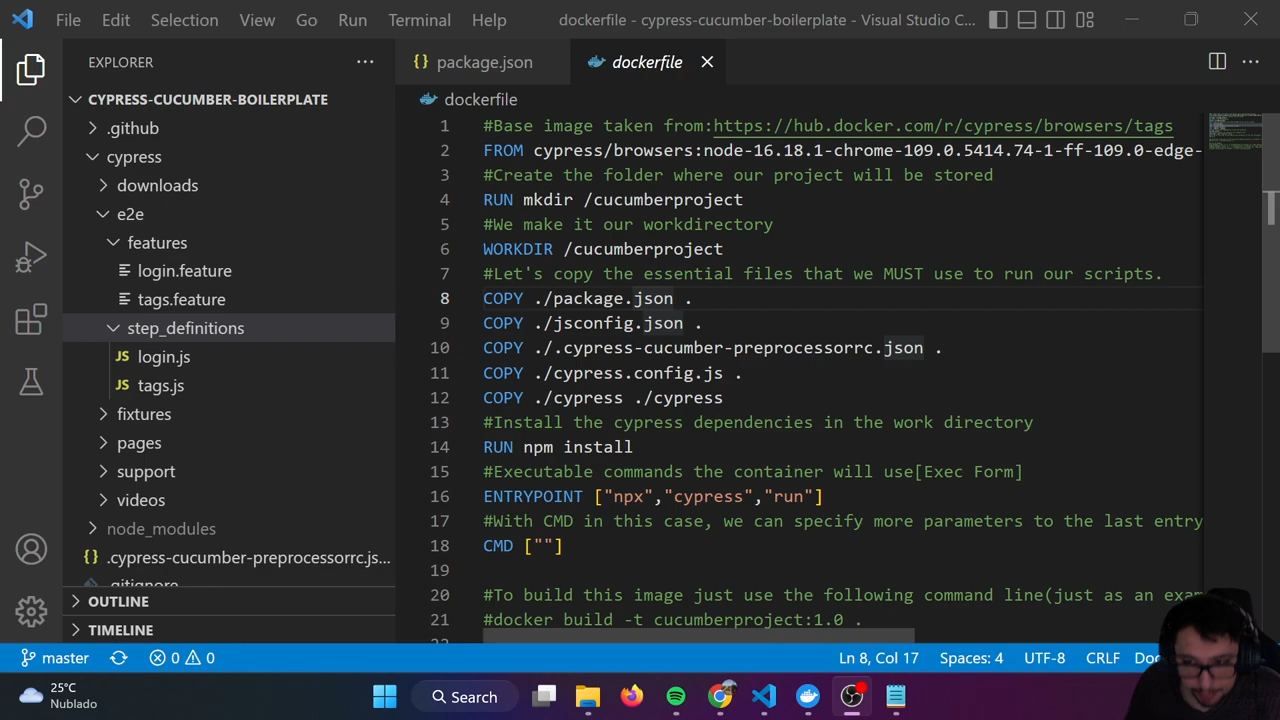 File Edit Selection View Go Run Terminal Help dockerfile - cypress-cucumber-boilerplate - Visual Studio C...
EXPLORER
CYPRESS-CUCUMBER-BOILERPLATE
.github
cypress
downloads
e2e
features
login.feature
tags.feature
step_definitions
JS login.js
JS tags.js
fixtures
pages
support
videos
node_modules
{} .cypress-cucumber-preprocessorrc.js...
.gitignore
OUTLINE
TIMELINE
{} package.json
dockerfile
dockerfile
1 #Base image taken from:https://hub.docker.com/r/cypress/browsers/tags
2 FROM cypress/browsers:node-16.18.1-chrome-109.0.5414.74-1-ff-109.0-edge-
3 #Create the folder where our project will be stored
4 RUN mkdir /cucumberproject
5 #We make it our workdirectory
6 WORKDIR /cucumberproject
7 #Let's copy the essential files that we MUST use to run our scripts.
8 COPY ./package.json .
9 COPY ./jsconfig.json .
10 COPY ./.cypress-cucumber-preprocessorrc.json .
11 COPY ./cypress.config.js .
12 COPY ./cypress ./cypress
13 #Install the cypress dependencies in the work directory
14 RUN npm install
15 #Executable commands the container will use[Exec Form]
16 ENTRYPOINT ["npx","cypress","run"]
17 #With CMD in this case, we can specify more parameters to the last entry
18 CMD [""]
19
20 #To build this image just use the following command line(just as an exam
21 #docker build -t cucumberproject:1.0 .
master 0 0 Ln 8, Col 17 Spaces: 4 UTF-8 CRLF
25°C
Nublado
Search